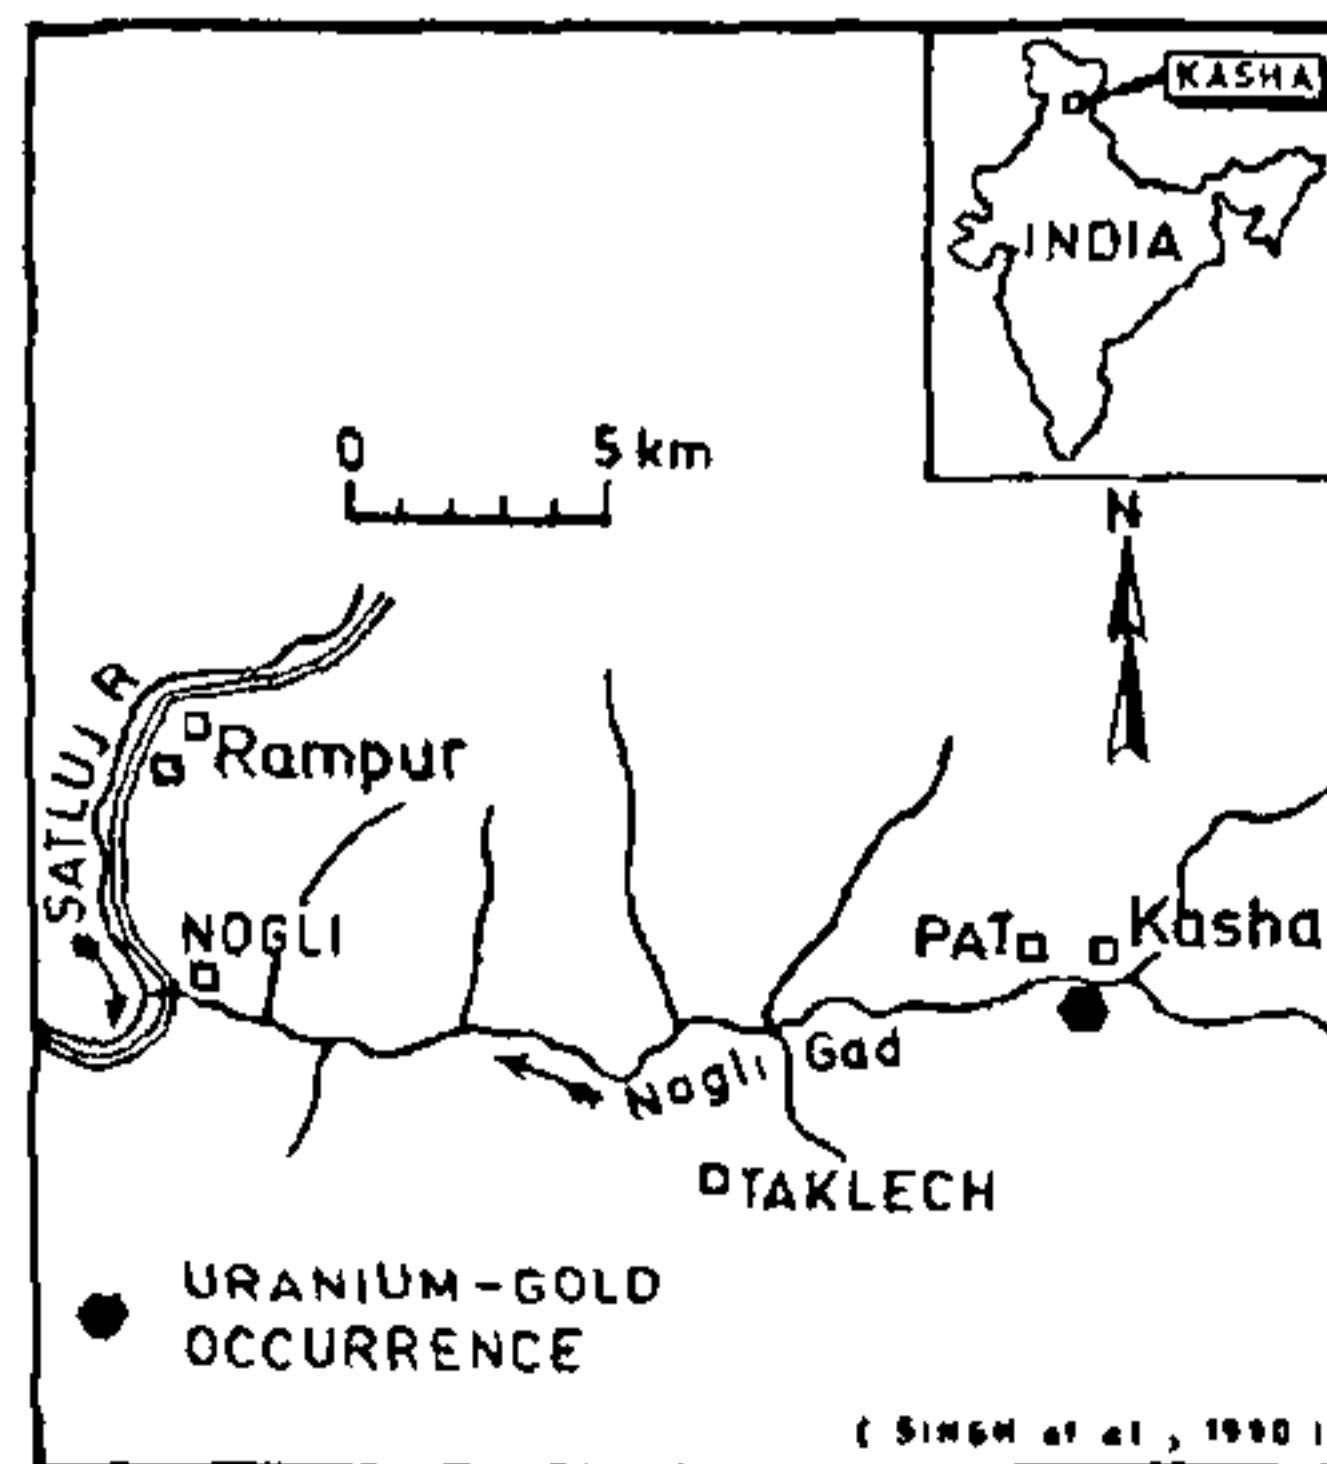 KASHA
INDIA
0 5 km
N
SATLUJ R
Rampur
NOGLI
PAT
Kasha
Nogli Gad
TAKLECH
URANIUM-GOLD
OCCURRENCE
( SINGH et al , 1990